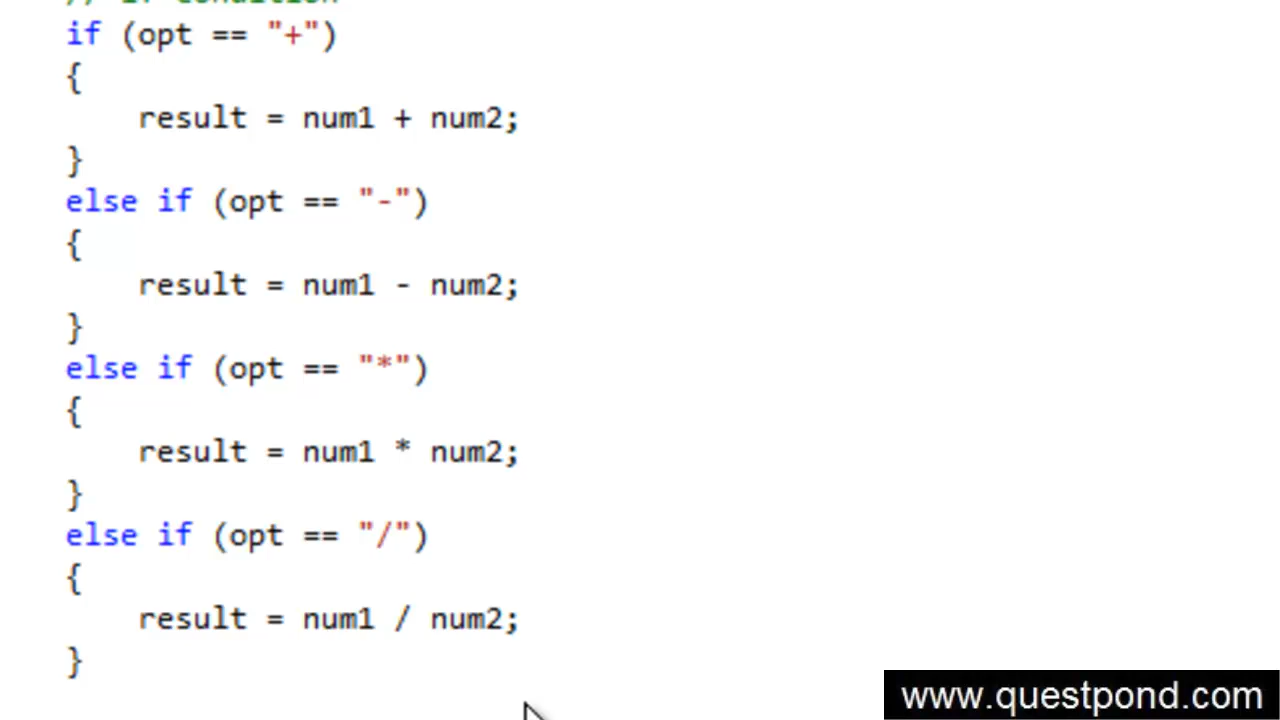 if (opt == "+")
{
result = num1 + num2;
}
else if (opt == "-")
{
result = num1 - num2;
}
else if (opt == "*")
{
result = num1 * num2;
}
else if (opt == "/")
{
result = num1 / num2;
}
www.questpond.com